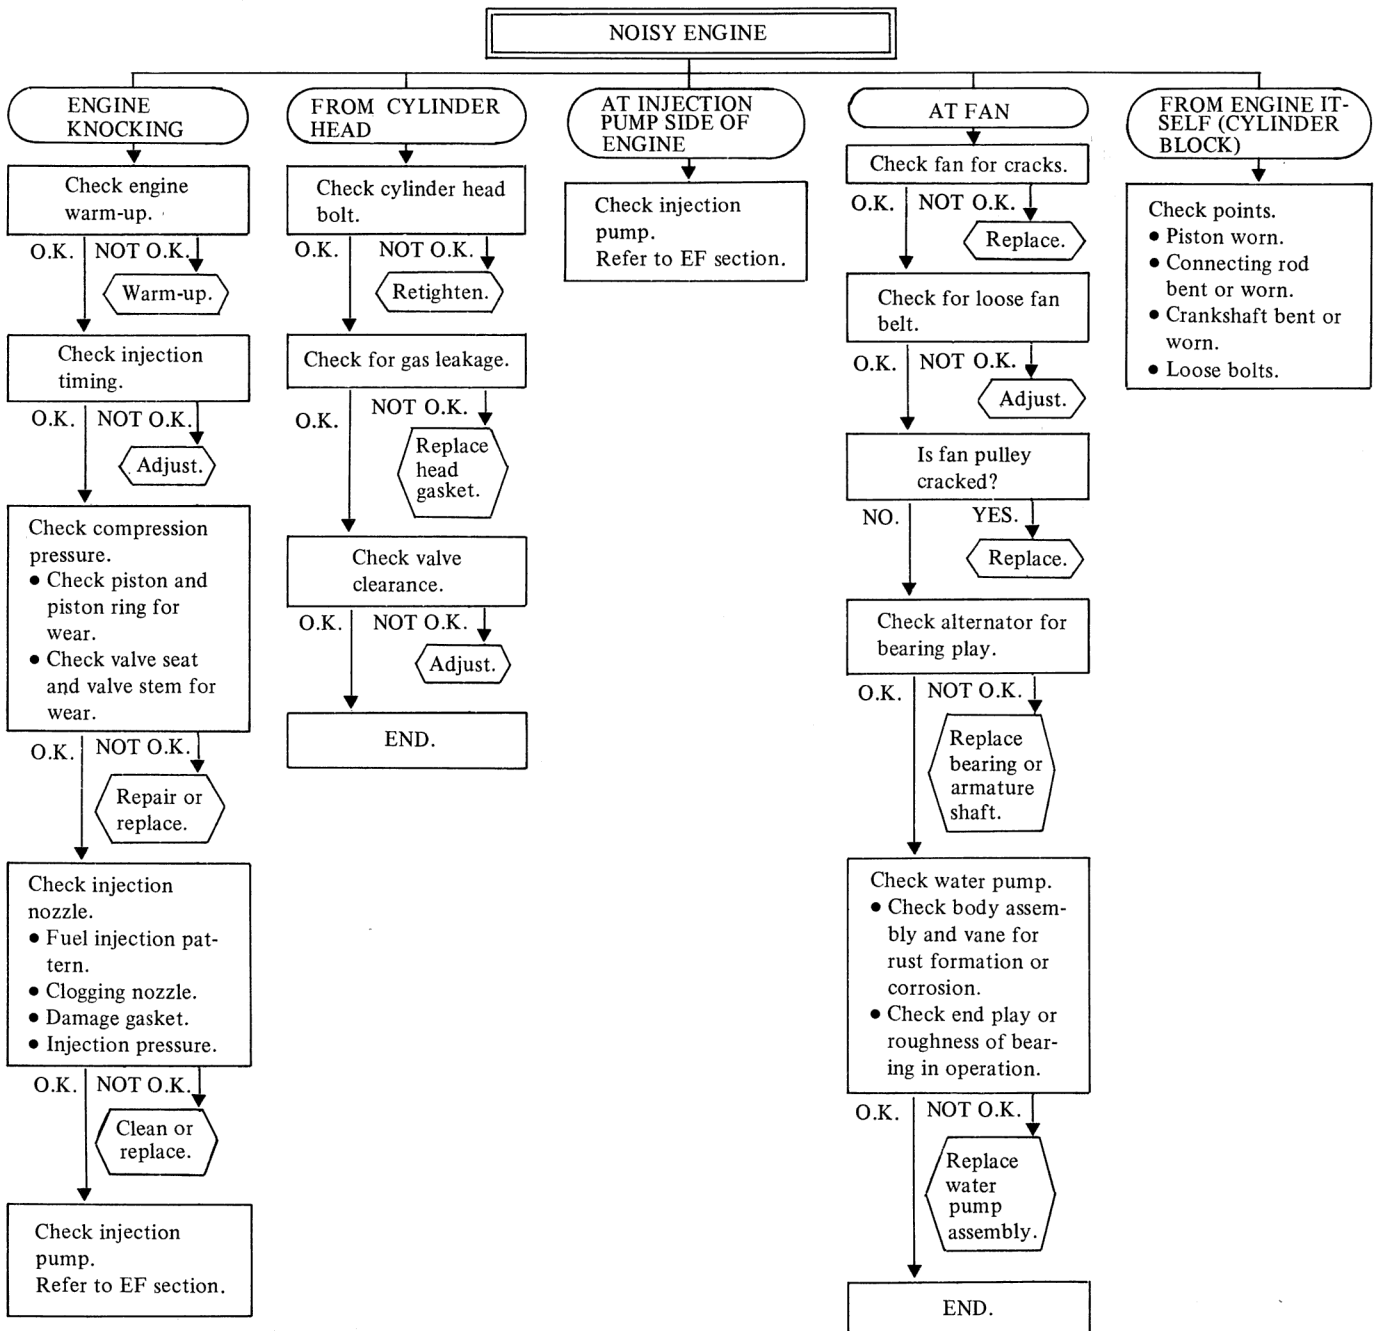 NOISY ENGINE
ENGINE
KNOCKING
Check engine
warm-up.
O.K.
NOT O.K.
Warm-up.
Check injection
timing.
O.K.
NOT O.K.
Adjust.
Check compression
pressure.
● Check piston and
piston ring for
wear.
● Check valve seat
and valve stem for
wear.
O.K.
NOT O.K.
Repair or
replace.
Check injection
nozzle.
● Fuel injection pat-
tern.
● Clogging nozzle.
● Damage gasket.
● Injection pressure.
O.K.
NOT O.K.
Clean or
replace.
Check injection
pump.
Refer to EF section.
FROM CYLINDER
HEAD
Check cylinder head
bolt.
O.K.
NOT O.K.
Retighten.
Check for gas leakage.
O.K.
NOT O.K.
Replace
head
gasket.
Check valve
clearance.
O.K.
NOT O.K.
Adjust.
END.
AT INJECTION
PUMP SIDE OF
ENGINE
Check injection
pump.
Refer to EF section.
AT FAN
Check fan for cracks.
O.K.
NOT O.K.
Replace.
Check for loose fan
belt.
O.K.
NOT O.K.
Adjust.
Is fan pulley
cracked?
NO.
YES.
Replace.
Check alternator for
bearing play.
O.K.
NOT O.K.
Replace
bearing or
armature
shaft.
Check water pump.
● Check body assem-
bly and vane for
rust formation or
corrosion.
● Check end play or
roughness of bear-
ing in operation.
O.K.
NOT O.K.
Replace
water
pump
assembly.
END.
FROM ENGINE IT-
SELF (CYLINDER
BLOCK)
Check points.
● Piston worn.
● Connecting rod
bent or worn.
● Crankshaft bent or
worn.
● Loose bolts.